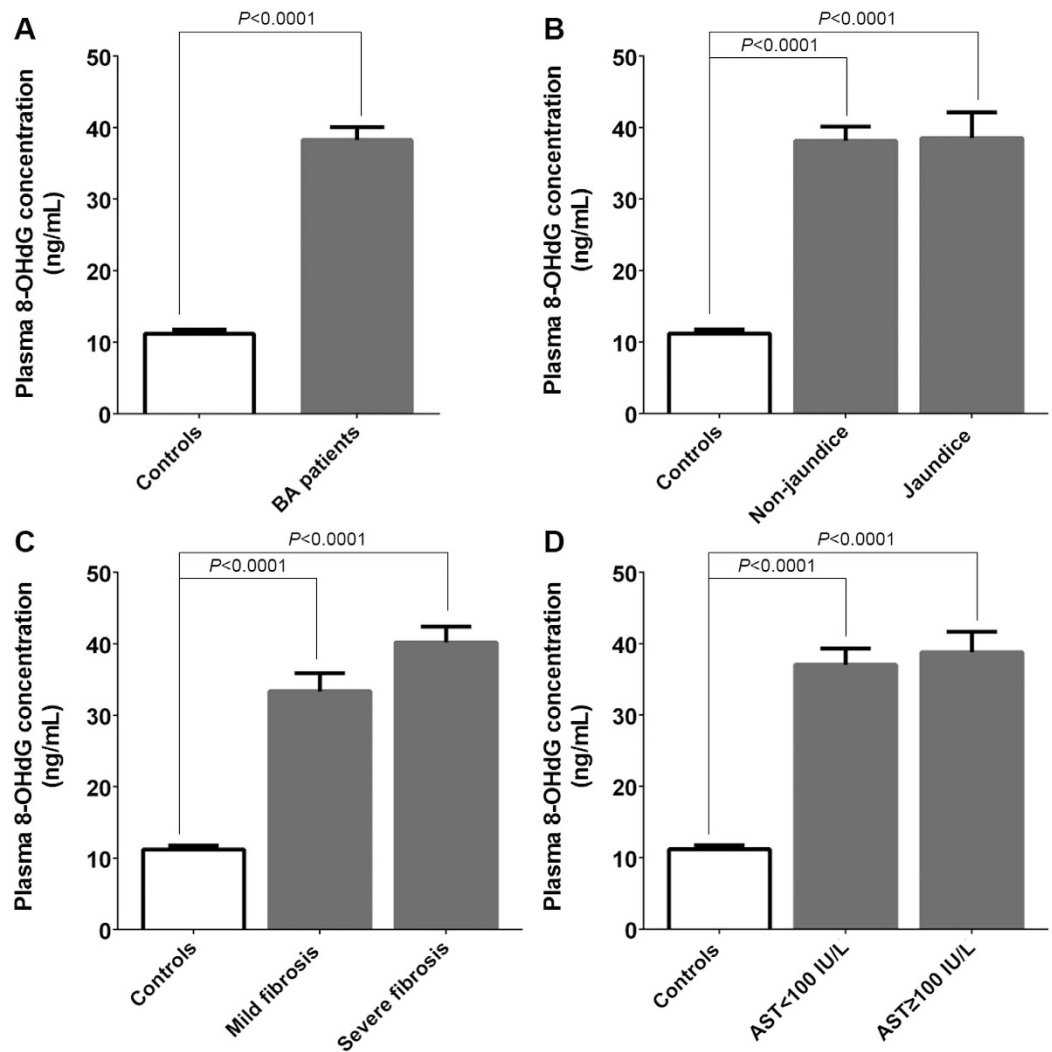 A
P<0.0001
Plasma 8-OHdG concentration
(ng/mL)
50
40
30
20
10
0
Controls
BA patients
B
P<0.0001
P<0.0001
Plasma 8-OHdG concentration
(ng/mL)
50
40
30
20
10
0
Controls
Non-jaundice
Jaundice
C
P<0.0001
P<0.0001
Plasma 8-OHdG concentration
(ng/mL)
50
40
30
20
10
0
Controls
Mild fibrosis
Severe fibrosis
D
P<0.0001
P<0.0001
Plasma 8-OHdG concentration
(ng/mL)
50
40
30
20
10
0
Controls
AST<100 IU/L
AST≥100 IU/L